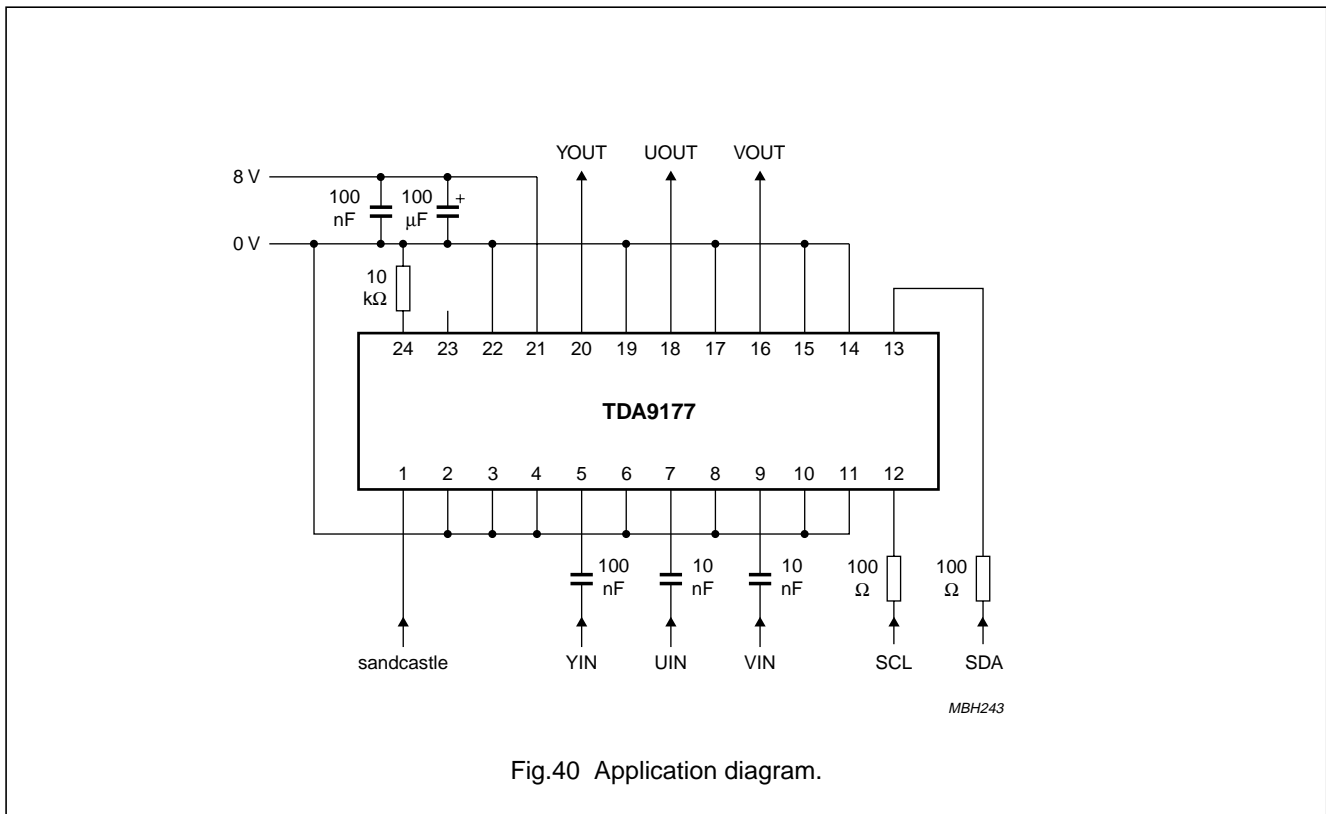 YOUT UOUT VOUT
8 V
100 nF
100 µF +
0 V
10 kΩ
24 23 22 21 20 19 18 17 16 15 14 13
TDA9177
1 2 3 4 5 6 7 8 9 10 11 12
100 nF
10 nF
10 nF
100 Ω
100 Ω
sandcastle YIN UIN VIN SCL SDA
MBH243
Fig.40 Application diagram.